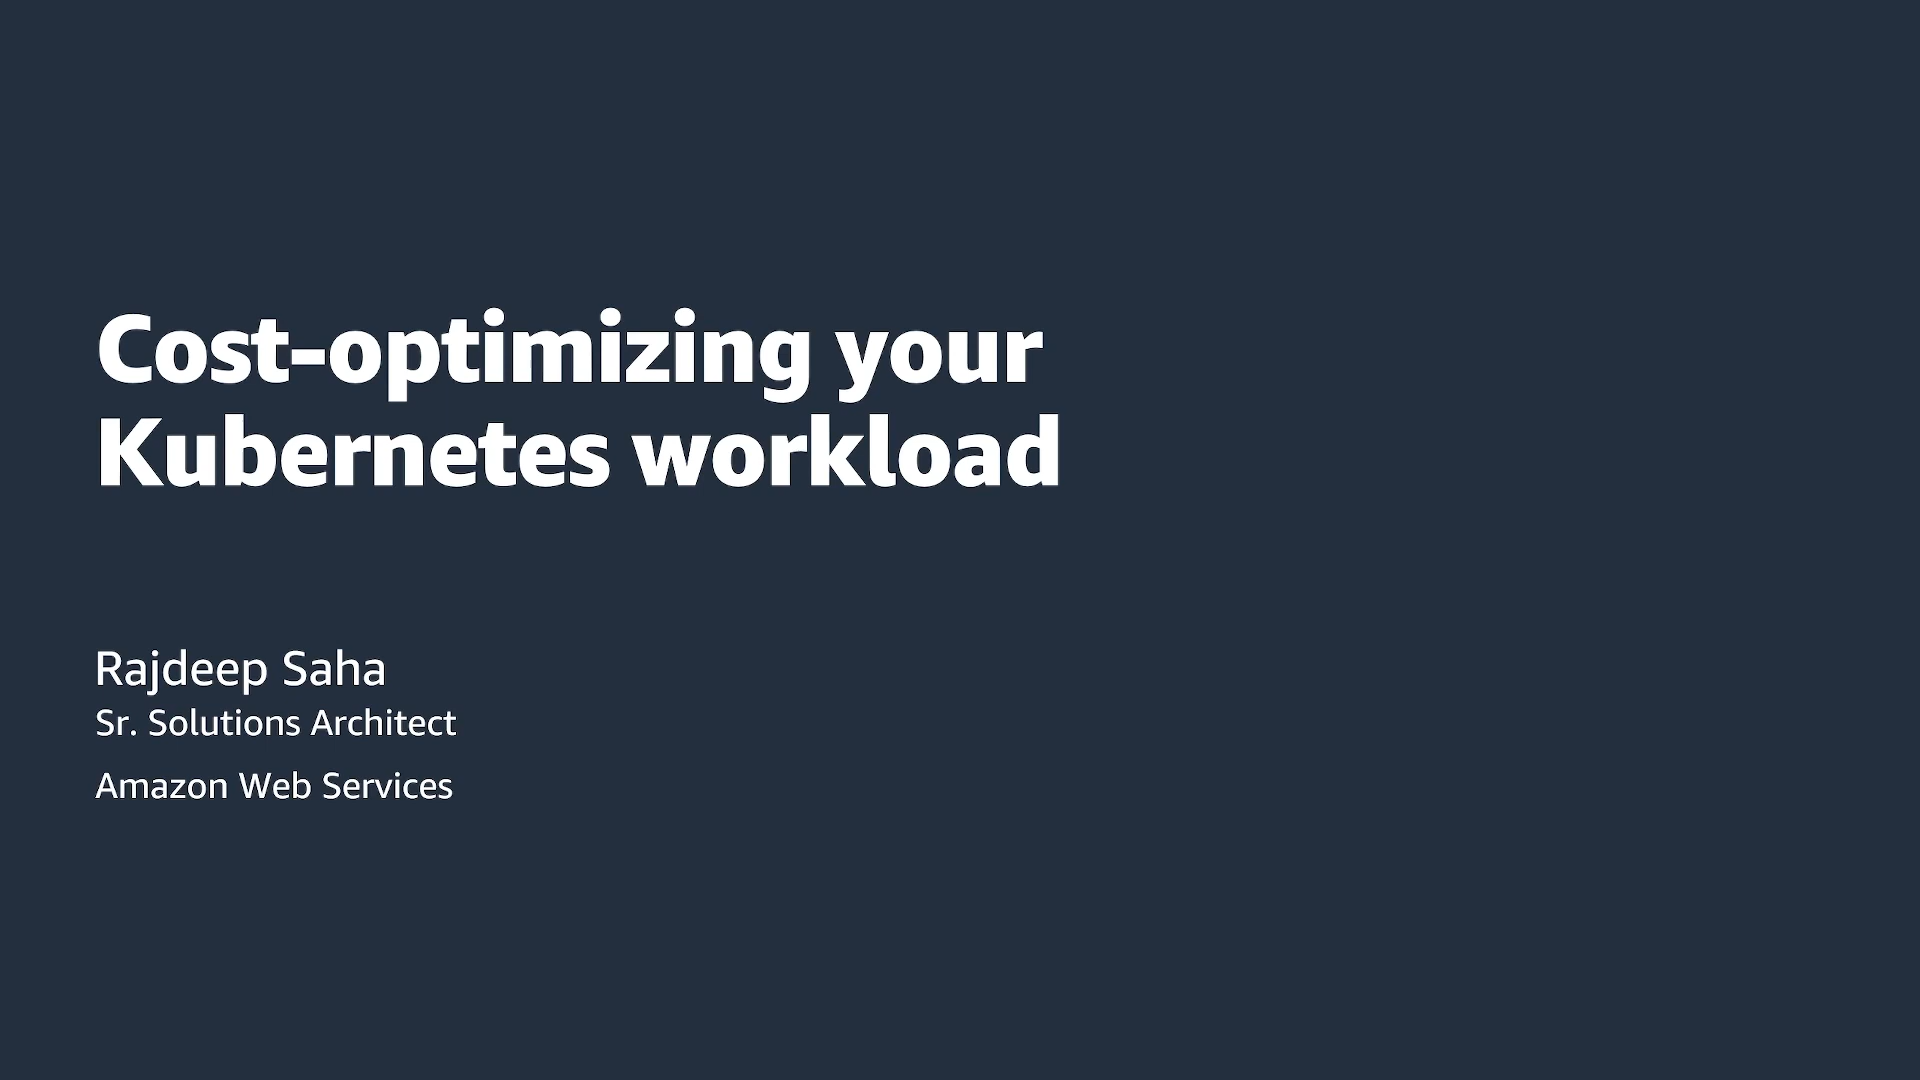 Cost-optimizing your
Kubernetes workload
Rajdeep Saha
Sr. Solutions Architect
Amazon Web Services